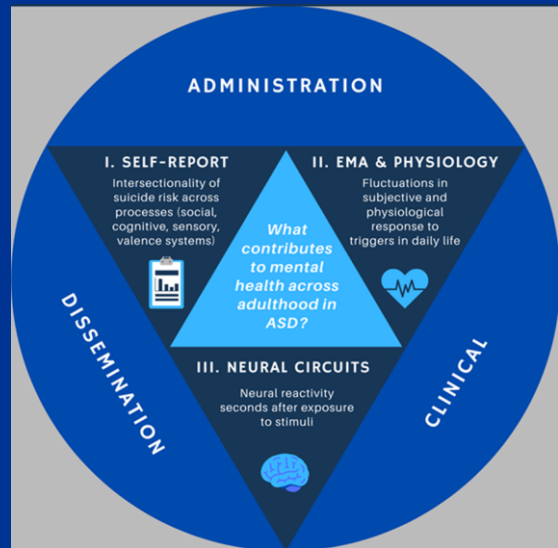 ADMINISTRATION
I. SELF-REPORT
Intersectionality of
suicide risk across
processes (social,
cognitive, sensory,
valence systems)
II. EMA & PHYSIOLOGY
Fluctuations in
subjective and
physiological
response to
triggers in daily life
What
contributes
to mental
health across
adulthood in
ASD?
III. NEURAL CIRCUITS
Neural reactivity
seconds after exposure
to stimuli
DISSEMINATION
CLINICAL